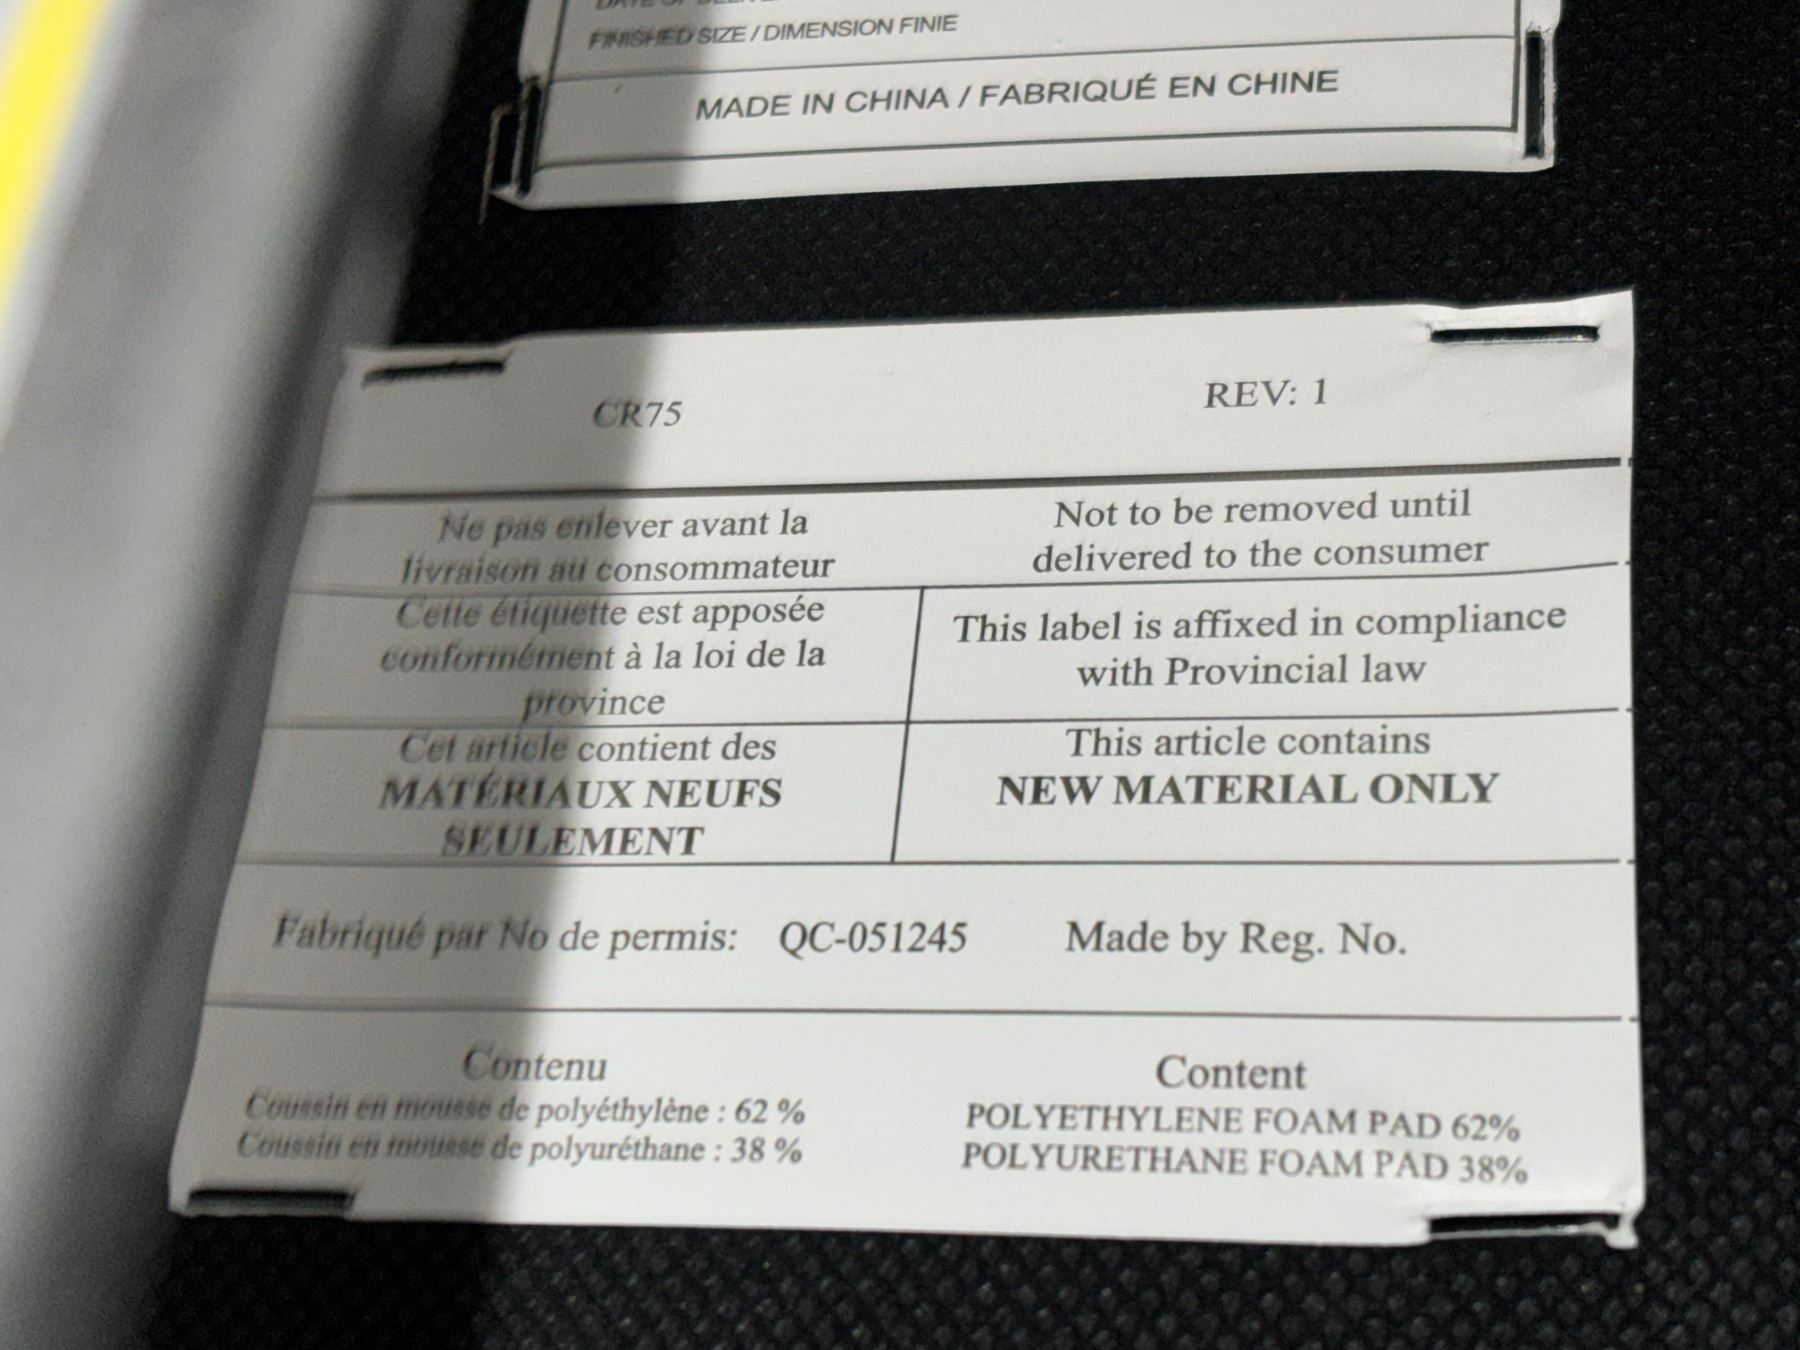 DATE OF
FINISHED SIZE / DIMENSION FINIE
MADE IN CHINA / FABRIQUÉ EN CHINE
CR75 REV: 1
Ne pas enlever avant la
livraison au consommateur
Not to be removed until
delivered to the consumer
Cette étiquette est apposée
conformément à la loi de la
province
This label is affixed in compliance
with Provincial law
Cet article contient des
MATÉRIAUX NEUFS
SEULEMENT
This article contains
NEW MATERIAL ONLY
Fabriqué par No de permis: QC-051245 Made by Reg. No.
Contenu
Coussin en mousse de polyéthylène : 62 %
Coussin en mousse de polyuréthane : 38 %
Content
POLYETHYLENE FOAM PAD 62%
POLYURETHANE FOAM PAD 38%